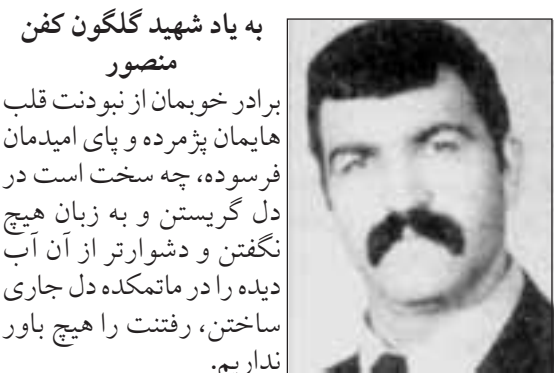 به یاد شهید گلگون کفن
منصور
برادر خوبمان از نبودنت قلب
هایمان پژمرده و پای امیدمان
فرسوده، چه سخت است در
دل گریستن و به زبان هیچ
نگفتن و دشوارتر از آن آب
دیده را در ماتمکده دل جاری
ساختن، رفتنت را هیچ باور
نداریم.